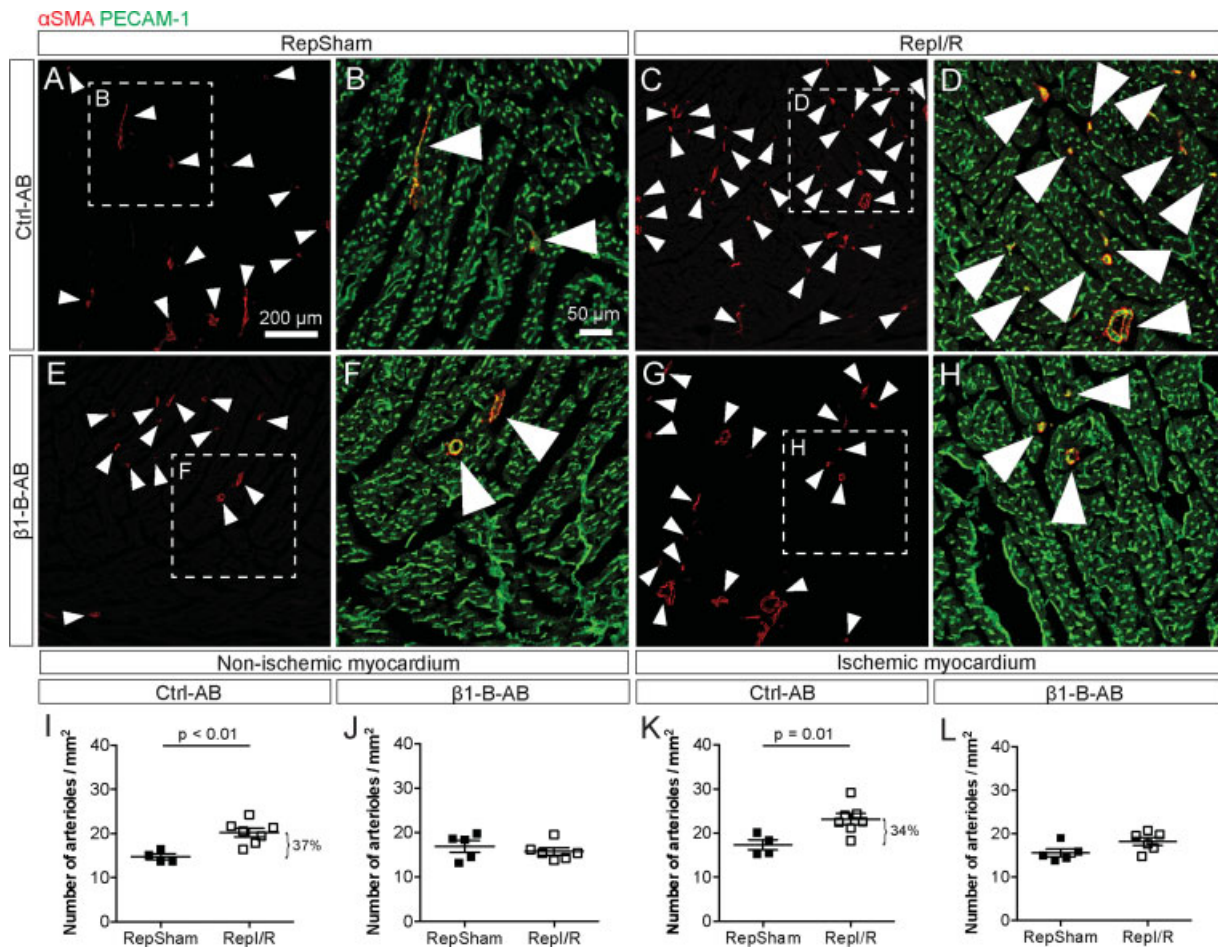 αSMA PECAM-1
RepSham
RepI/R
Ctrl-AB
A
B
B
C
D
D
200 µm
50 µm
β1-B-AB
E
F
F
G
H
H
Non-ischemic myocardium
Ischemic myocardium
Ctrl-AB
β1-B-AB
Ctrl-AB
β1-B-AB
I
Number of arterioles / mm²
40
30
20
10
0
p < 0.01
37%
RepSham
RepI/R
J
Number of arterioles / mm²
40
30
20
10
0
RepSham
RepI/R
K
Number of arterioles / mm²
40
30
20
10
0
p = 0.01
34%
RepSham
RepI/R
L
Number of arterioles / mm²
40
30
20
10
0
RepSham
RepI/R